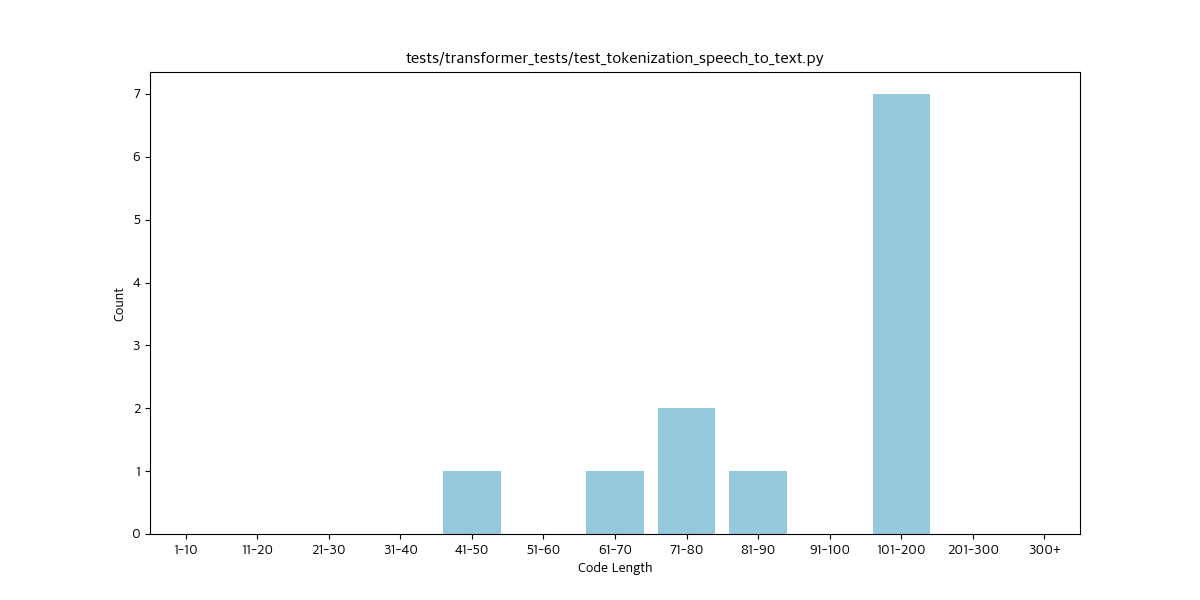 tests/transformer_tests/test_tokenization_speech_to_text.py
7
6
5
4
3
2
1
0
Count
1-10 11-20 21-30 31-40 41-50 51-60 61-70 71-80 81-90 91-100 101-200 201-300 300+
Code Length